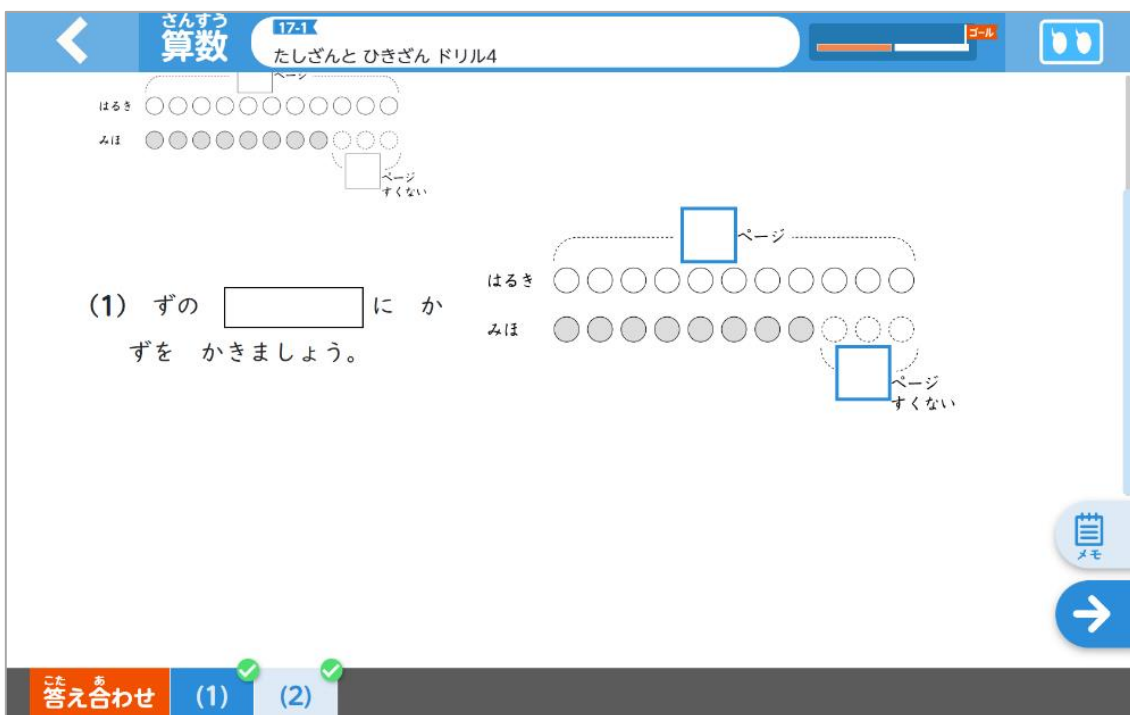 さんすう
算数
17-1
たしざんと ひきざん ドリル4
ゴール
ページ
はるき
みほ
ページ
すくない
ページ
はるき
みほ
ページ
すくない
(1) ずの に か
ずを かきましょう。
メモ
こた あ
答え合わせ
(1)
(2)